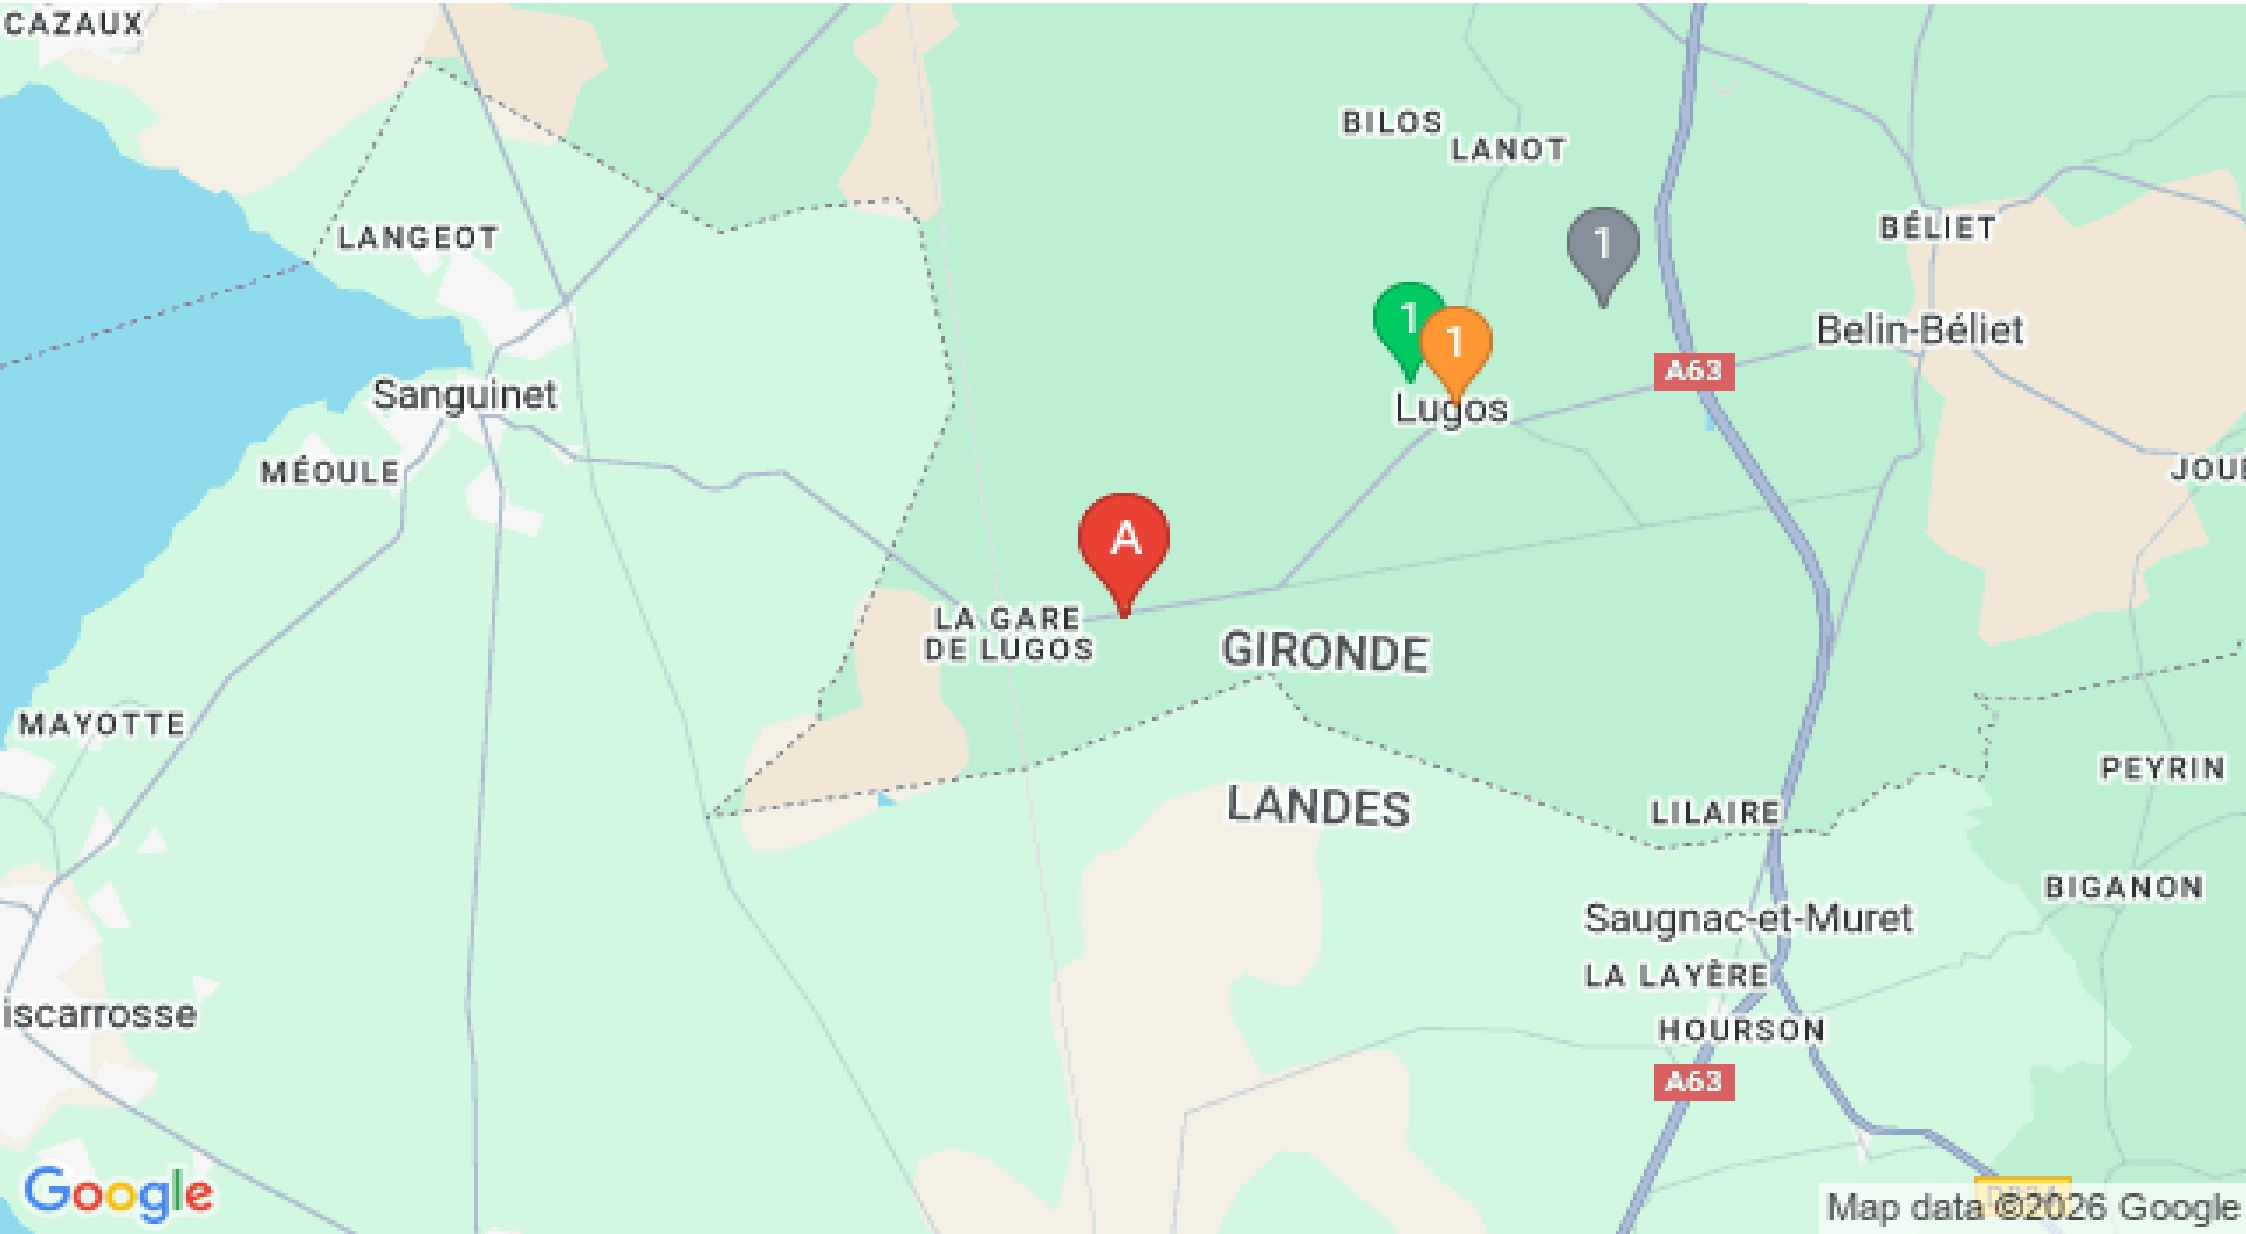 CAZAUX
BILOS
LANOT
LANGEOT
BÉLIET
1
1
1
Belin-Béliet
A63
Sanguinet
Lugos
MÉOULE
JOUÉ
A
LA GARE
DE LUGOS
GIRONDE
MAYOTTE
PEYRIN
LANDES
LILAIRE
BIGANON
Saugnac-et-Muret
LA LAYÈRE
iscarrosse
HOURSON
A63
Google
Map data ©2026 Google